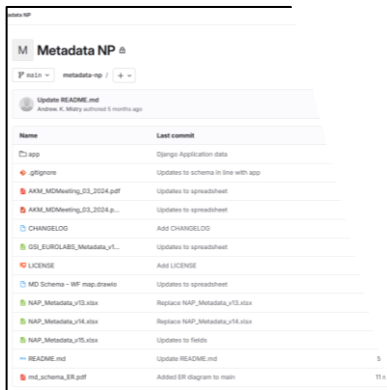 adata NP
M Metadata NP
main metadata-np / +
Update README.md
Andrew. K. Mistry authored 5 months ago
Name Last commit
app Django Application data
.gitignore Updates to schema in line with app
AKM_MDMeeting_03_2024.pdf Updates to spreadsheet
AKM_MDMeeting_03_2024.p... Updates to spreadsheet
CHANGELOG Add CHANGELOG
GSI_EUROLABS_Metadata_v1... Updates to spreadsheet
LICENSE Add LICENSE
MD Schema - WF map.drawio Updates to spreadsheet
NAP_Metadata_v13.xlsx Replace NAP_Metadata_v13.xlsx
NAP_Metadata_v14.xlsx Replace NAP_Metadata_v14.xlsx
NAP_Metadata_v15.xlsx Updates to fields
README.md Update README.md 5
md_schema_ER.pdf Added ER diagram to main 11